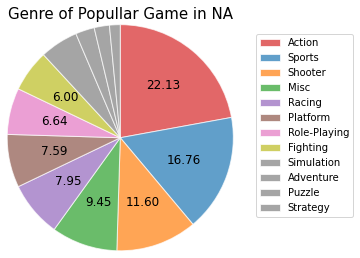 Genre of Popullar Game in NA
22.13
16.76
11.60
9.45
7.95
7.59
6.64
6.00
Action
Sports
Shooter
Misc
Racing
Platform
Role-Playing
Fighting
Simulation
Adventure
Puzzle
Strategy